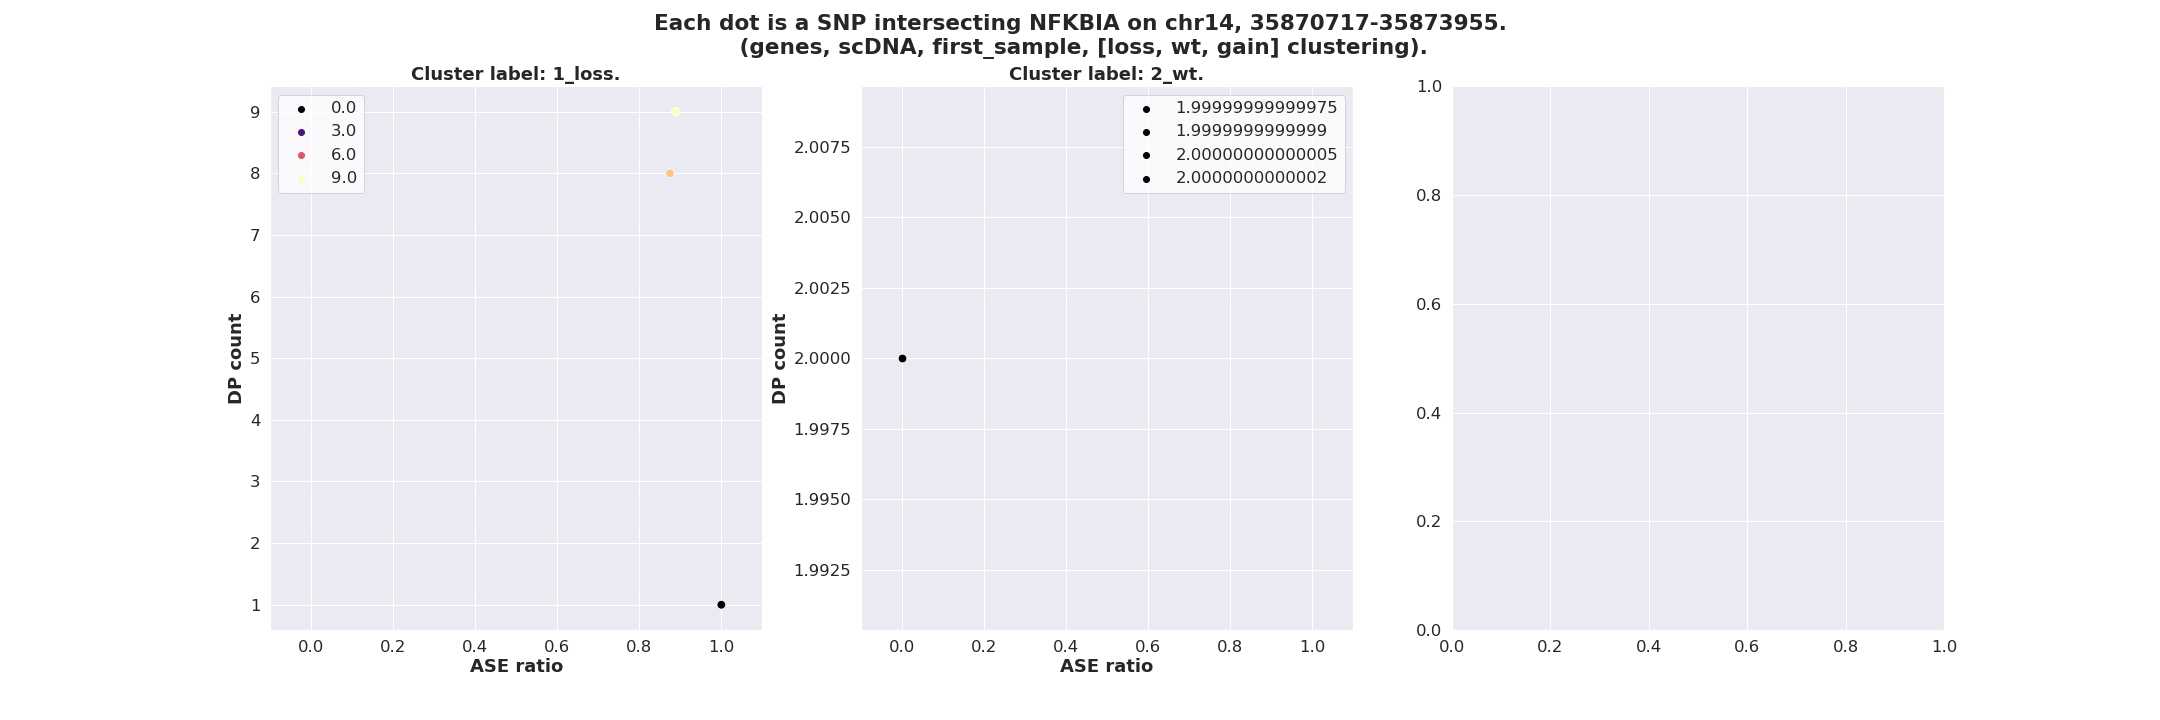 Each dot is a SNP intersecting NFKBIA on chr14, 35870717-35873955.
(genes, scDNA, first_sample, [loss, wt, gain] clustering).
Cluster label: 1_loss.
0.0
3.0
6.0
9.0
9
8
7
6
5
4
3
2
1
DP count
0.0 0.2 0.4 0.6 0.8 1.0
ASE ratio
Cluster label: 2_wt.
1.99999999999975
1.9999999999999
2.00000000000005
2.0000000000002
2.0075
2.0050
2.0025
2.0000
1.9975
1.9950
1.9925
DP count
0.0 0.2 0.4 0.6 0.8 1.0
ASE ratio
1.0
0.8
0.6
0.4
0.2
0.0
0.0 0.2 0.4 0.6 0.8 1.0